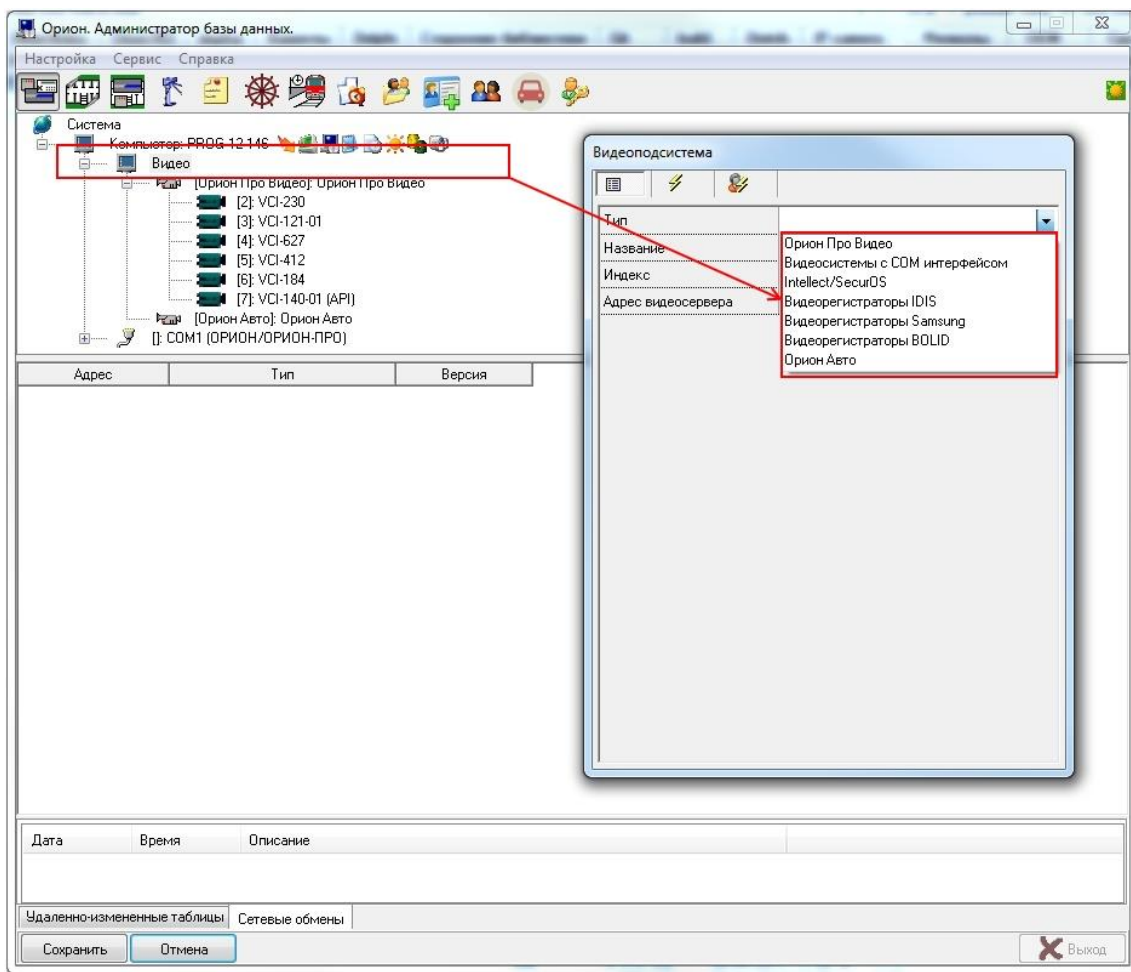 Орион. Администратор базы данных.
Настройка Сервис Справка
Система
Компьютер: PROG-12-146
Видео
[Орион Про Видео]: Орион Про Видео
[2]: VCI-230
[3]: VCI-121-01
[4]: VCI-627
[5]: VCI-412
[6]: VCI-184
[7]: VCI-140-01 (API)
[Орион Авто]: Орион Авто
[]: COM1 (ОРИОН/ОРИОН-ПРО)
Видеоподсистема
Тип
Название
Индекс
Адрес видеосервера
Орион Про Видео
Видеосистемы с COM интерфейсом
Intellect/SecurOS
Видеорегистраторы IDIS
Видеорегистраторы Samsung
Видеорегистраторы BOLID
Орион Авто
Адрес Тип Версия
Дата Время Описание
Удаленно-измененные таблицы Сетевые обмены
Сохранить Отмена Выход